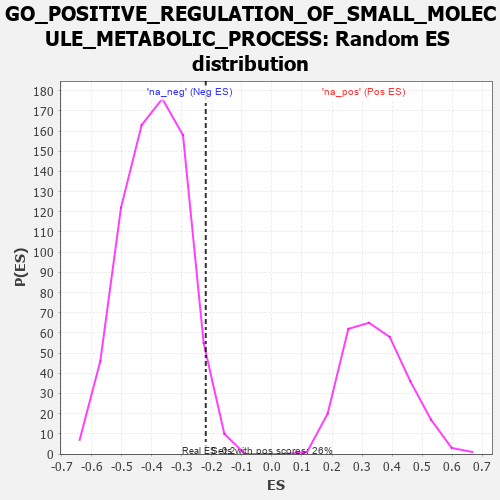 GO_POSITIVE_REGULATION_OF_SMALL_MOLEC
ULE_METABOLIC_PROCESS: Random ES
distribution
'na_neg' (Neg ES)
'na_pos' (Pos ES)
180
170
160
150
140
130
120
110
100
90
80
70
60
50
40
30
20
10
0
P(ES)
Real ES
with pos scores: 26%
-0.7 -0.6 -0.5 -0.4 -0.3 -0.2 -0.1 0.0 0.1 0.2 0.3 0.4 0.5 0.6 0.7
ES